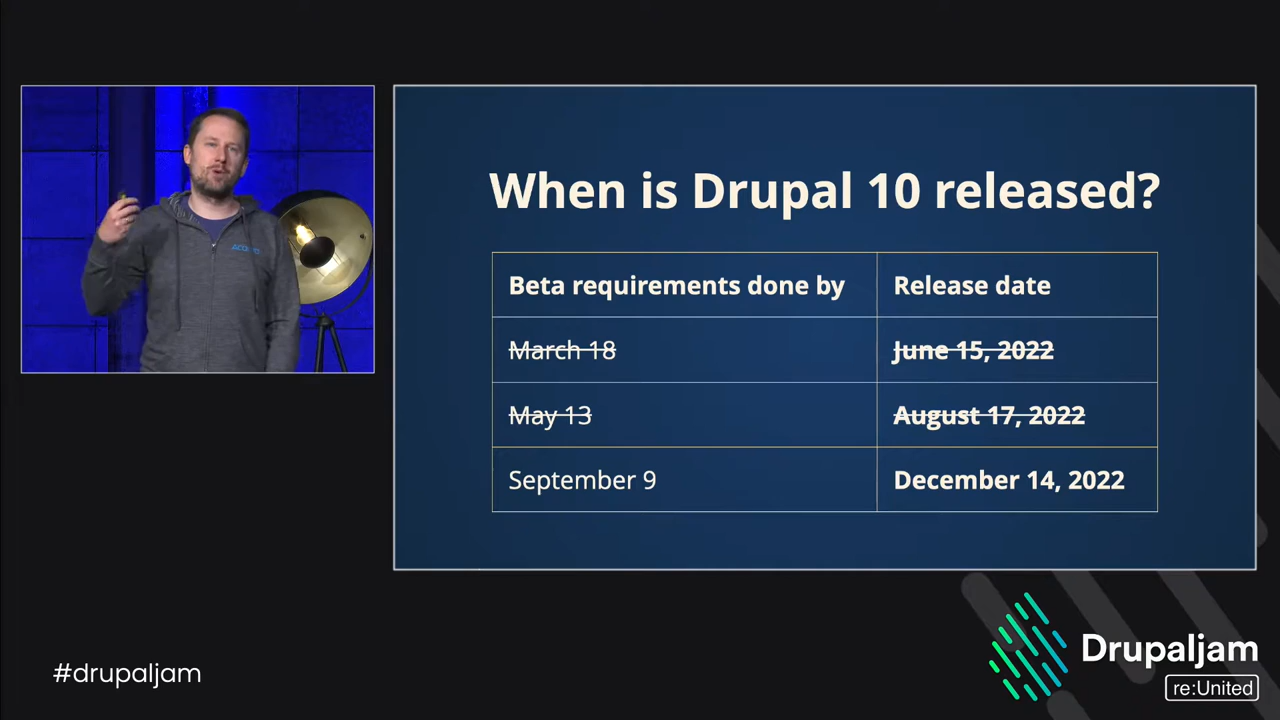 When is Drupal 10 released?
Beta requirements done by
Release date
March 18
June 15, 2022
May 13
August 17, 2022
September 9
December 14, 2022
#drupaljam
Drupaljam
re:United